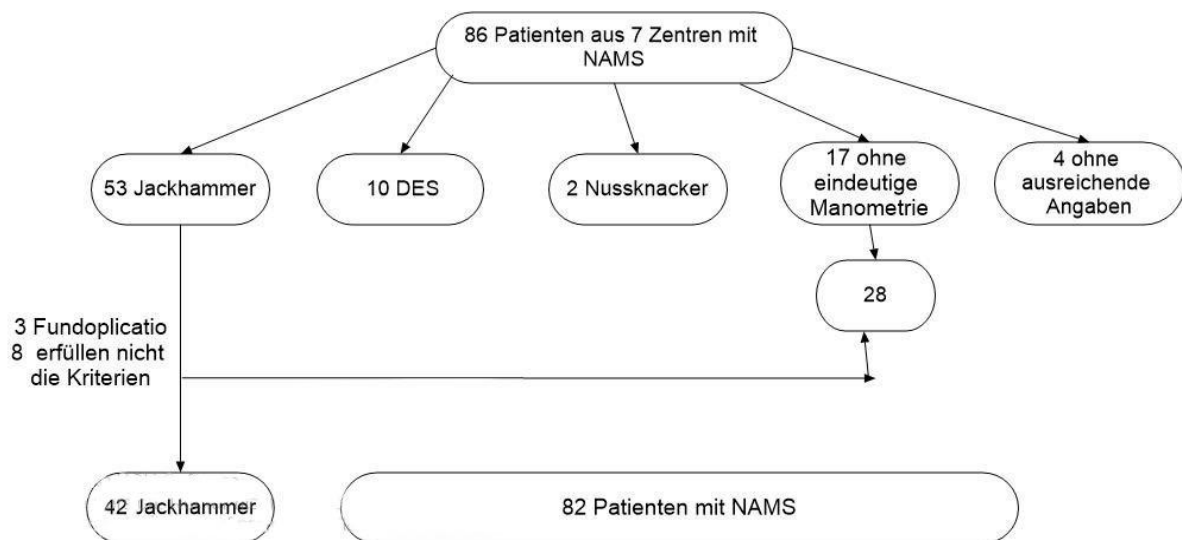 86 Patienten aus 7 Zentren mit
NAMS
53 Jackhammer
10 DES
2 Nussknacker
17 ohne
eindeutige
Manometrie
4 ohne
ausreichende
Angaben
28
3 Fundoplicatio
8 erfüllen nicht
die Kriterien
42 Jackhammer
82 Patienten mit NAMS